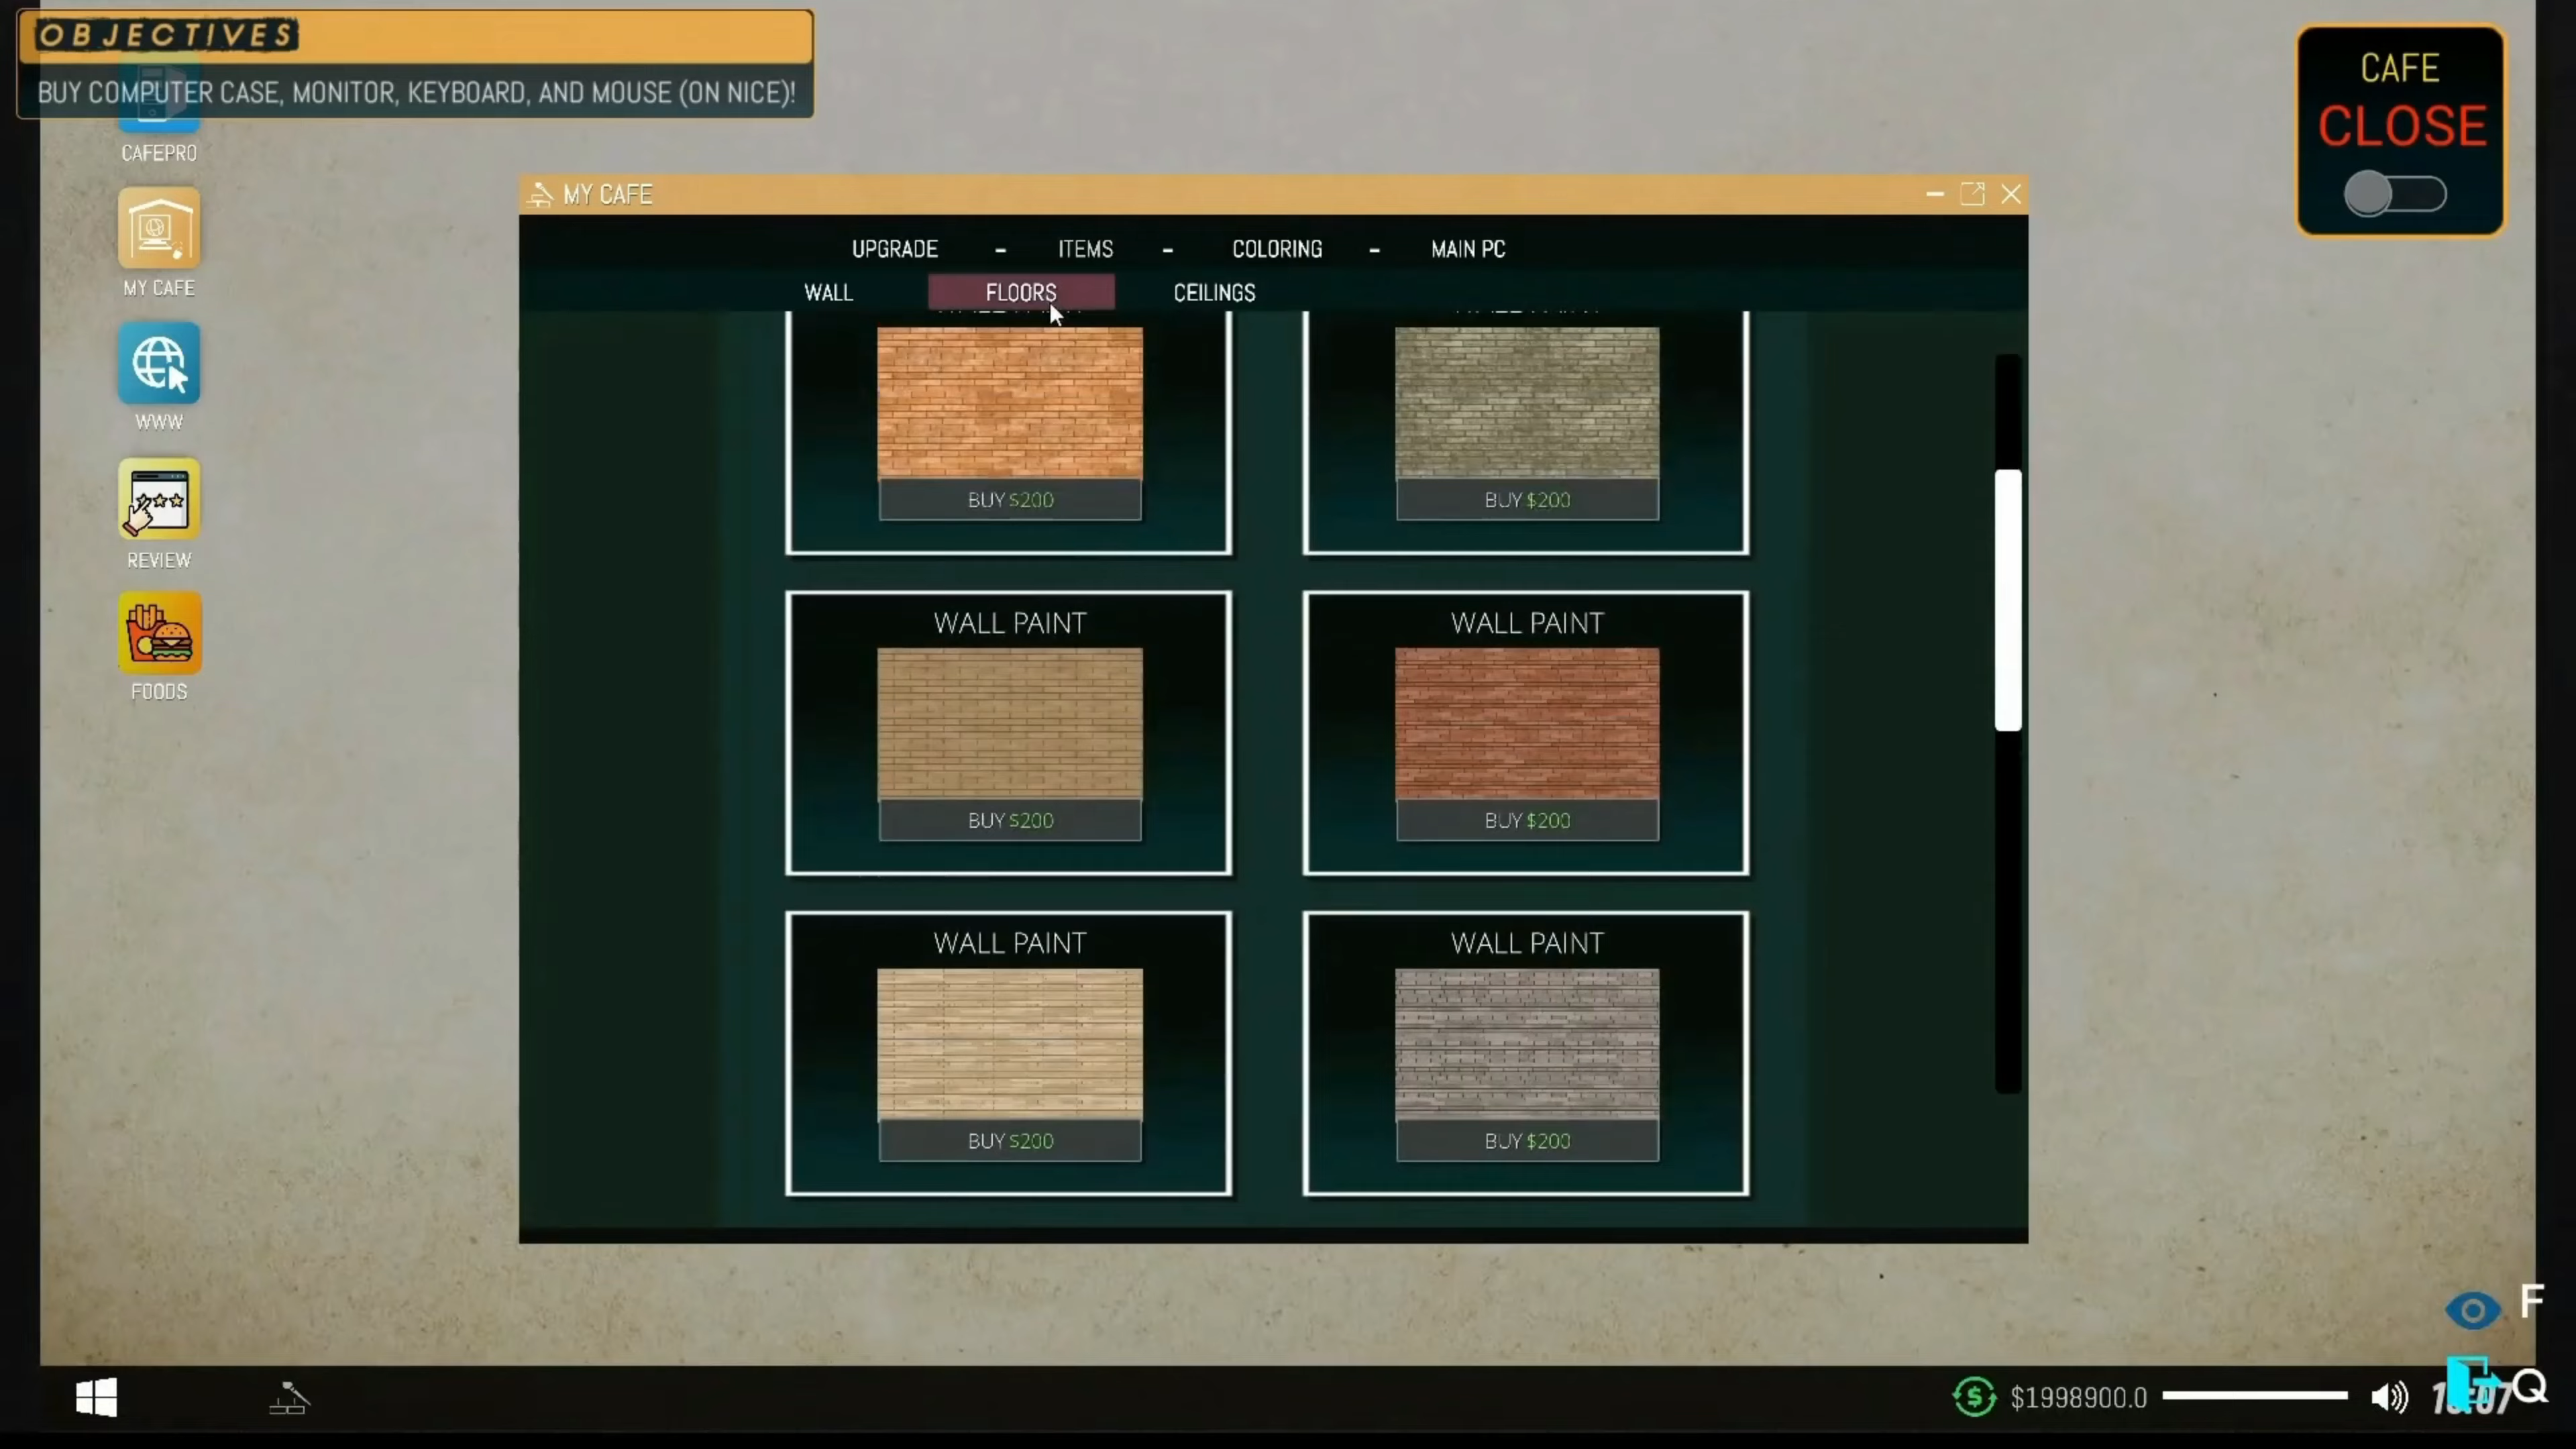 OBJECTIVES
BUY COMPUTER CASE, MONITOR, KEYBOARD, AND MOUSE (ON NICE)!
CAFE
CLOSE
CAFEPRO
MY CAFE
WWW
REVIEW
FOODS
MY CAFE
UPGRADE - ITEMS - COLORING - MAIN PC
WALL FLOORS CEILINGS
BUY $200 BUY $200
WALL PAINT WALL PAINT
BUY $200 BUY $200
WALL PAINT WALL PAINT
BUY $200 BUY $200
F
$1998900.0
Q